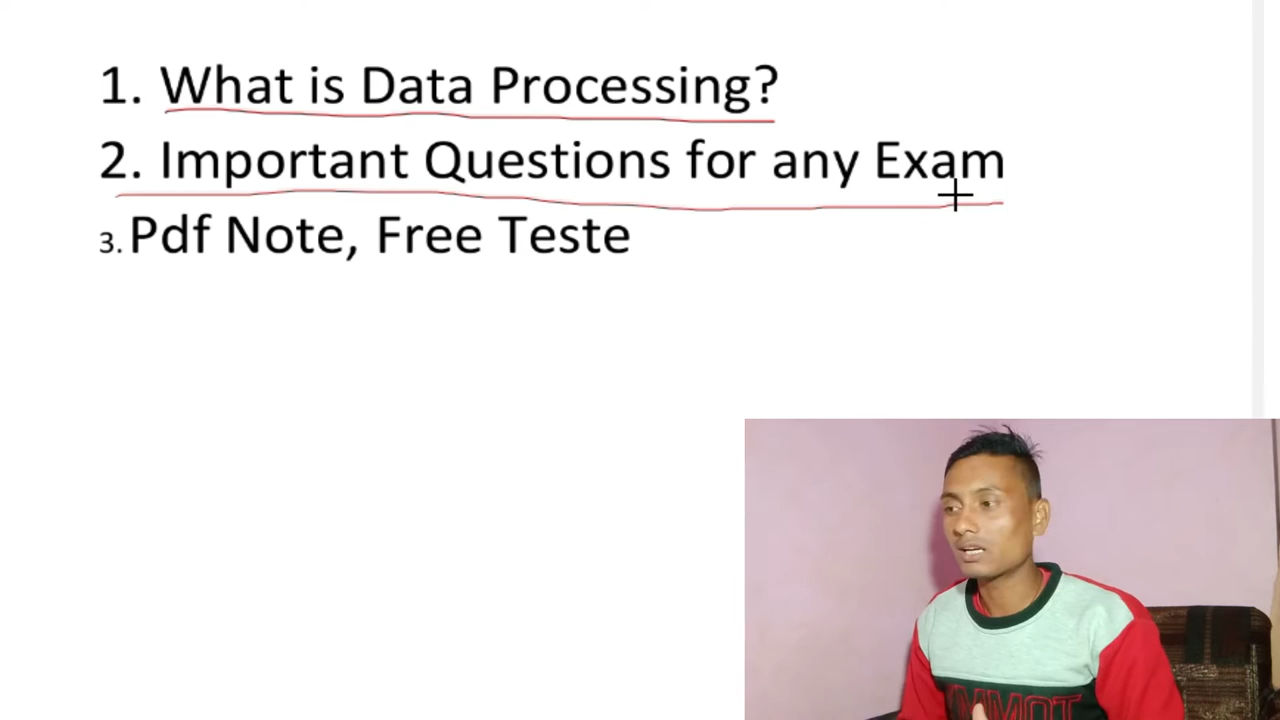 1. What is Data Processing?
2. Important Questions for any Exam
3. Pdf Note, Free Teste